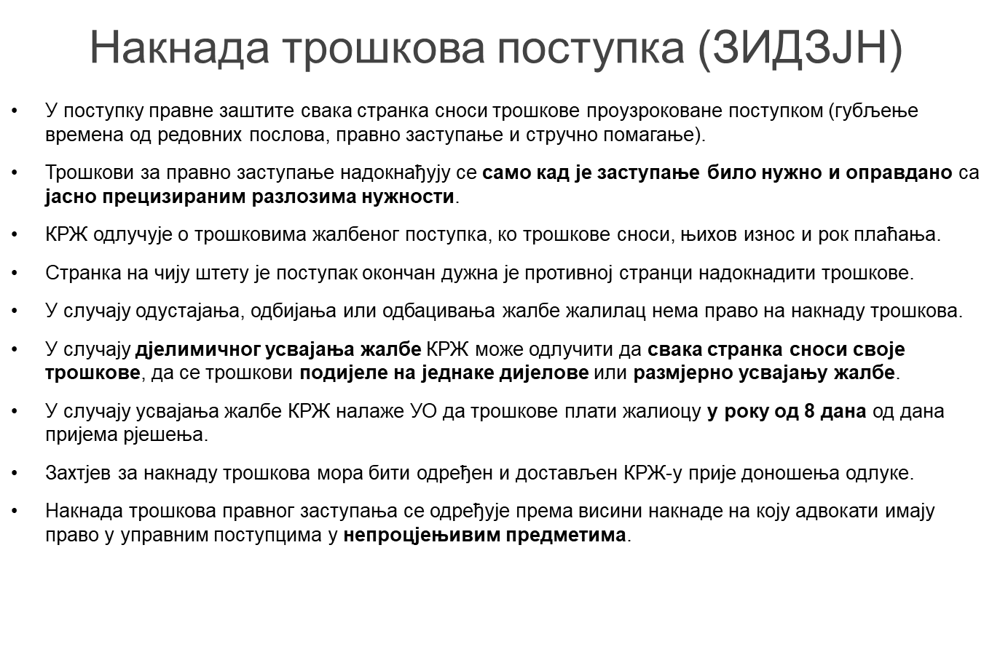 Накнада трошкова поступка (ЗИДЗЈН)
• У поступку правне заштите свака странка сноси трошкове проузроковане поступком (губљење
времена од редовних послова, правно заступање и стручно помагање).
• Трошкови за правно заступање надокнађују се само кад је заступање било нужно и оправдано са
јасно прецизираним разлозима нужности.
• КРЖ одлучује о трошковима жалбеног поступка, ко трошкове сноси, њихов износ и рок плаћања.
• Странка на чију штету је поступак окончан дужна је противној странци надокнадити трошкове.
• У случају одустајања, одбијања или одбацивања жалбе жалилац нема право на накнаду трошкова.
• У случају дјелимичног усвајања жалбе КРЖ може одлучити да свака странка сноси своје
трошкове, да се трошкови подијеле на једнаке дијелове или размјерно усвајању жалбе.
• У случају усвајања жалбе КРЖ налаже УО да трошкове плати жалиоцу у року од 8 дана од дана
пријема рјешења.
• Захтјев за накнаду трошкова мора бити одређен и достављен КРЖ-у прије доношења одлуке.
• Накнада трошкова правног заступања се одређује према висини накнаде на коју адвокати имају
право у управним поступцима у непроцјењивим предметима.